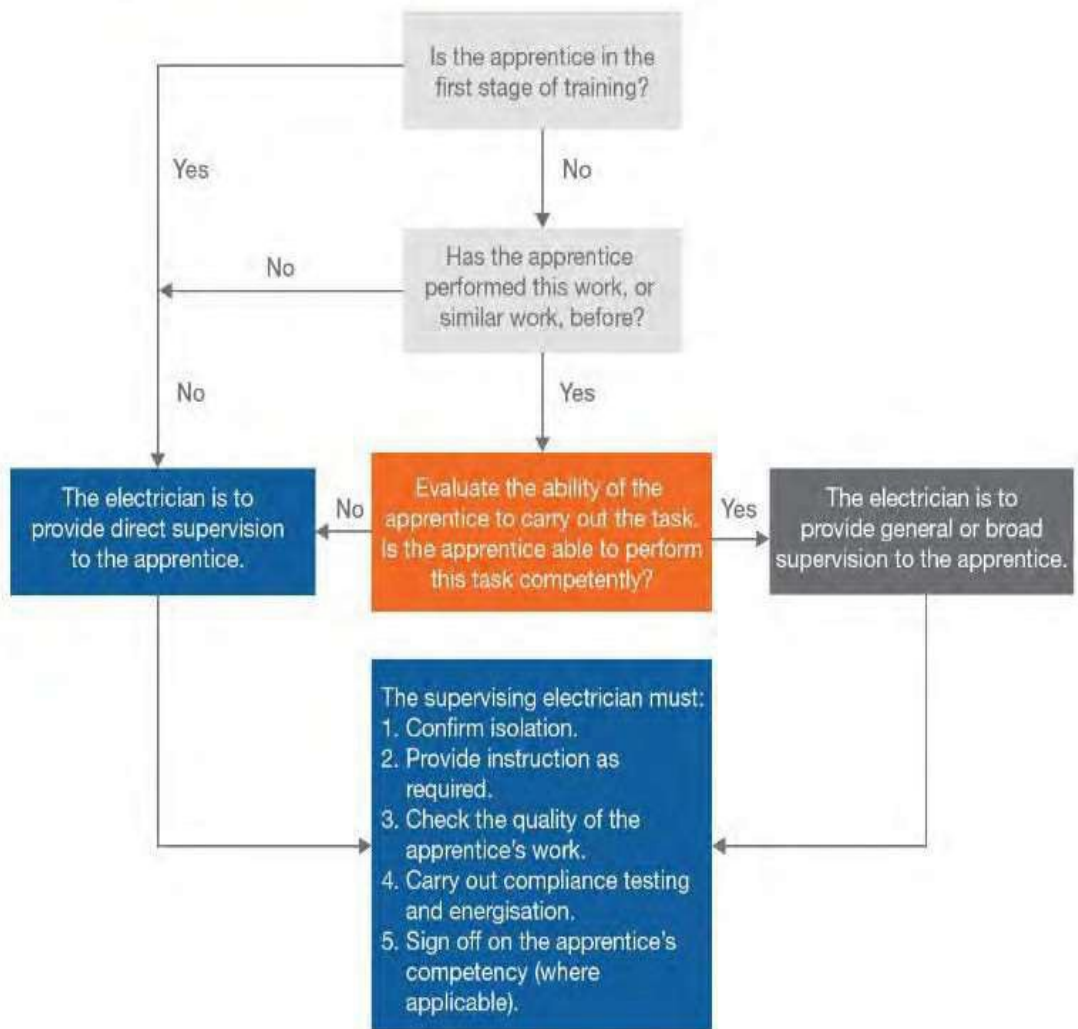 Is the apprentice in the
first stage of training?
Yes
No
No
Has the apprentice
performed this work, or
similar work, before?
No
Yes
The electrician is to
provide direct supervision
to the apprentice.
No
Evaluate the ability of the
apprentice to carry out the task.
Is the apprentice able to perform
this task competently?
Yes
The electrician is to
provide general or broad
supervision to the apprentice.
The supervising electrician must:
1. Confirm isolation.
2. Provide instruction as
required.
3. Check the quality of the
apprentice's work.
4. Carry out compliance testing
and energisation.
5. Sign off on the apprentice's
competency (where
applicable).